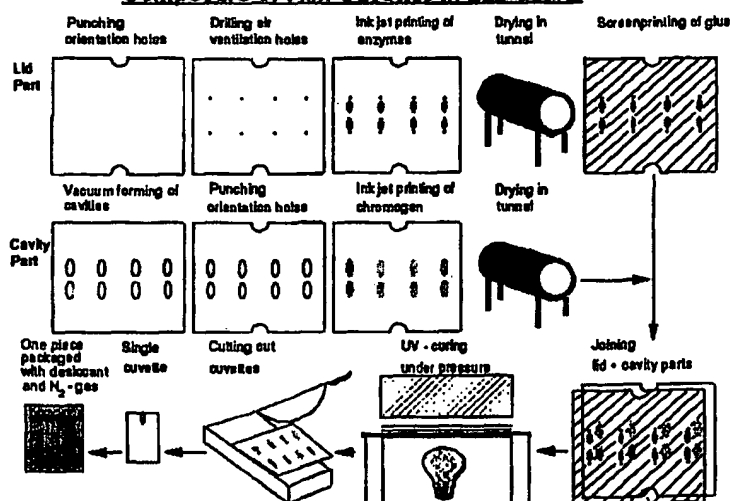 Punching
orientation holes
Drilling air
ventilation holes
Ink jet printing of
enzymes
Drying in
tunnel
Screenprinting of glue
Lid
Part
Vacuum forming of
cavities
Punching
orientation holes
Ink jet printing of
chromogen
Drying in
tunnel
Cavity
Part
One piece
packaged
with desiccant
and N2-gas
Single
cuvette
Cutting out
cuvettes
UV - curing
under pressure
Joining
lid + cavity parts